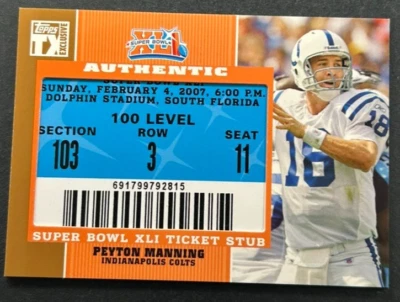 Topps
EXCLUSIVE
SUPER BOWL
XLI
AUTHENTIC
SUNDAY, FEBRUARY 4, 2007, 6:00 P.M.
DOLPHIN STADIUM, SOUTH FLORIDA
100 LEVEL
SECTION ROW SEAT
103 3 11
691799792815
SUPER BOWL XLI TICKET STUB
PEYTON MANNING
INDIANAPOLIS COLTS
18
18